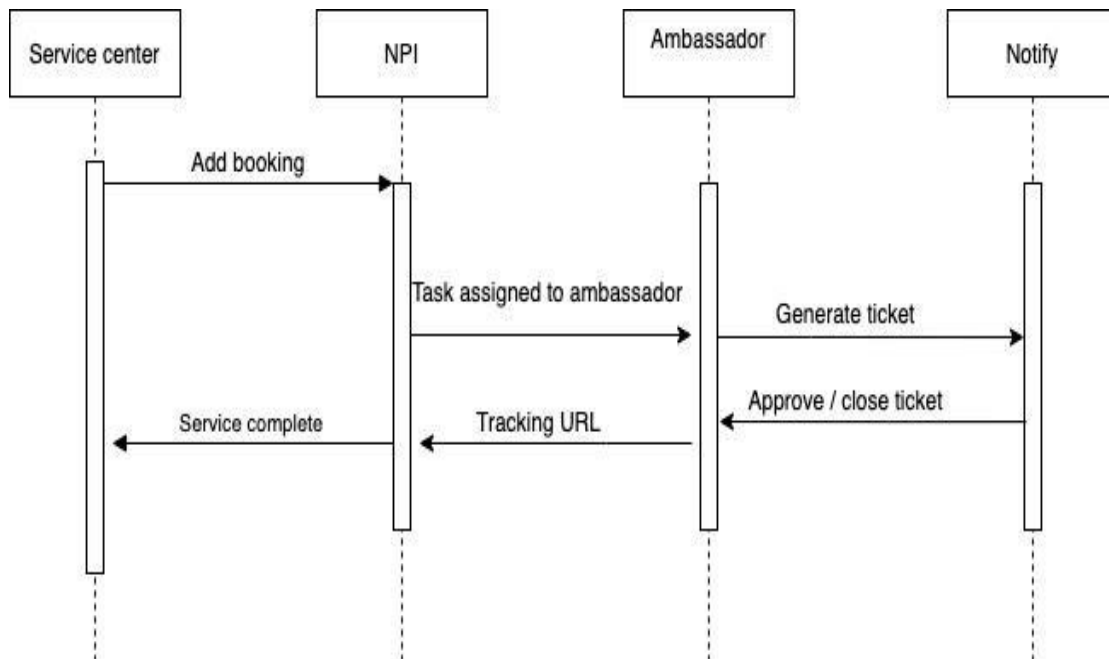 Service center
NPI
Ambassador
Notify
Add booking
Task assigned to ambassador
Generate ticket
Approve / close ticket
Service complete
Tracking URL